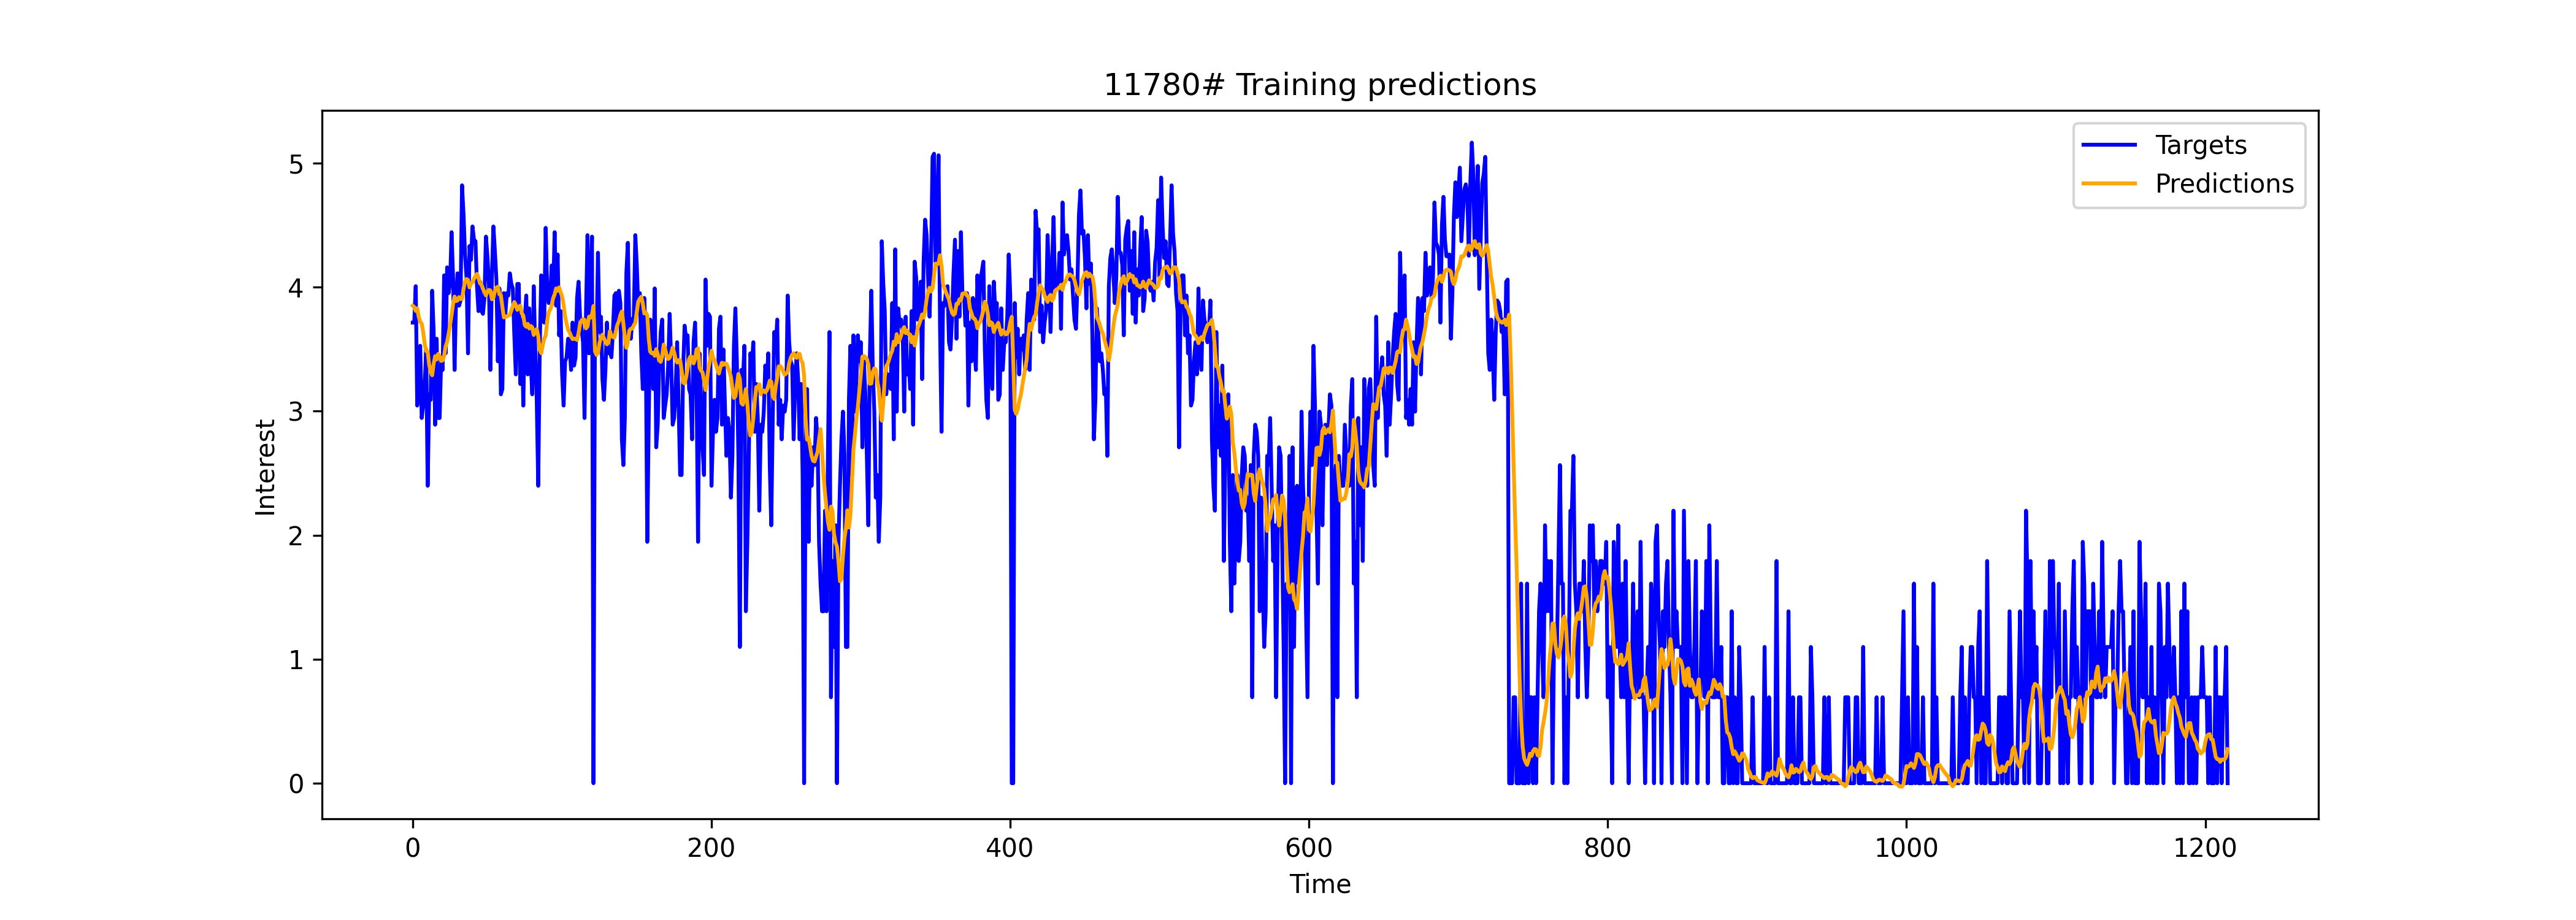 11780# Training predictions
Targets
Predictions
Interest
5
4
3
2
1
0
0 200 400 600 800 1000 1200
Time